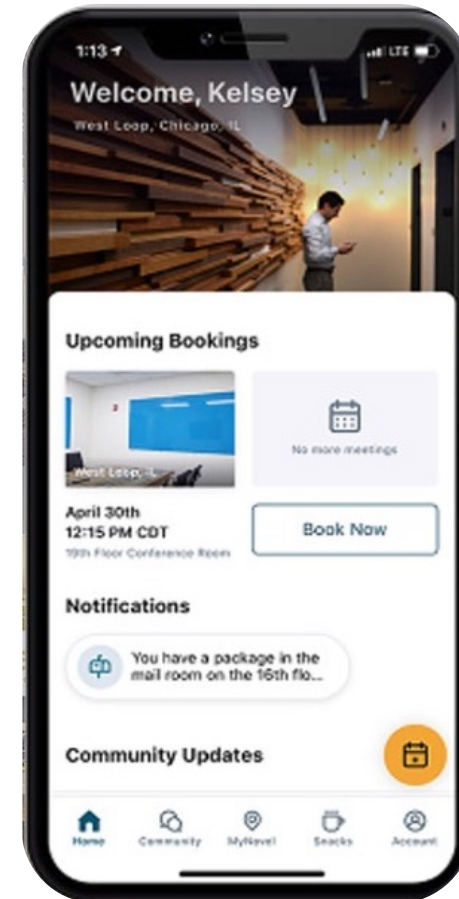 1:13
LTE
Welcome, Kelsey
West Loop, Chicago, IL
Upcoming Bookings
West Loop, IL
No more meetings
April 30th
12:15 PM CDT
19th Floor Conference Room
Book Now
Notifications
You have a package in the
mail room on the 16th flo...
Community Updates
Home
Community
MyNovel
Snacks
Account